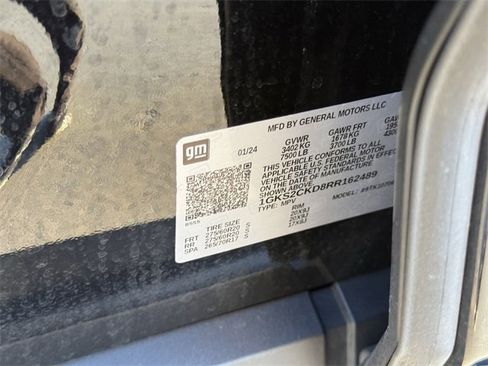 gm
01/24
MFD BY GENERAL MOTORS LLC
GVWR GAWR FRT
3402 KG 1678 KG
7500 LB 3700 LB
THIS VEHICLE CONFORMS TO ALL
APPLICABLE U.S. FEDERAL MOTOR
VEHICLE SAFETY STANDARDS IN EFFECT
ON THE DATE OF MANUFACTURE
SHOWN ABOVE.
1GKS2CKD8RR162489
TYPE: MPV
TIRE SIZE RIM
FRT 275/60R20 S 20X9J
RR 275/60R20 S 20X9J
SPA 265/70R17 S 17X8J